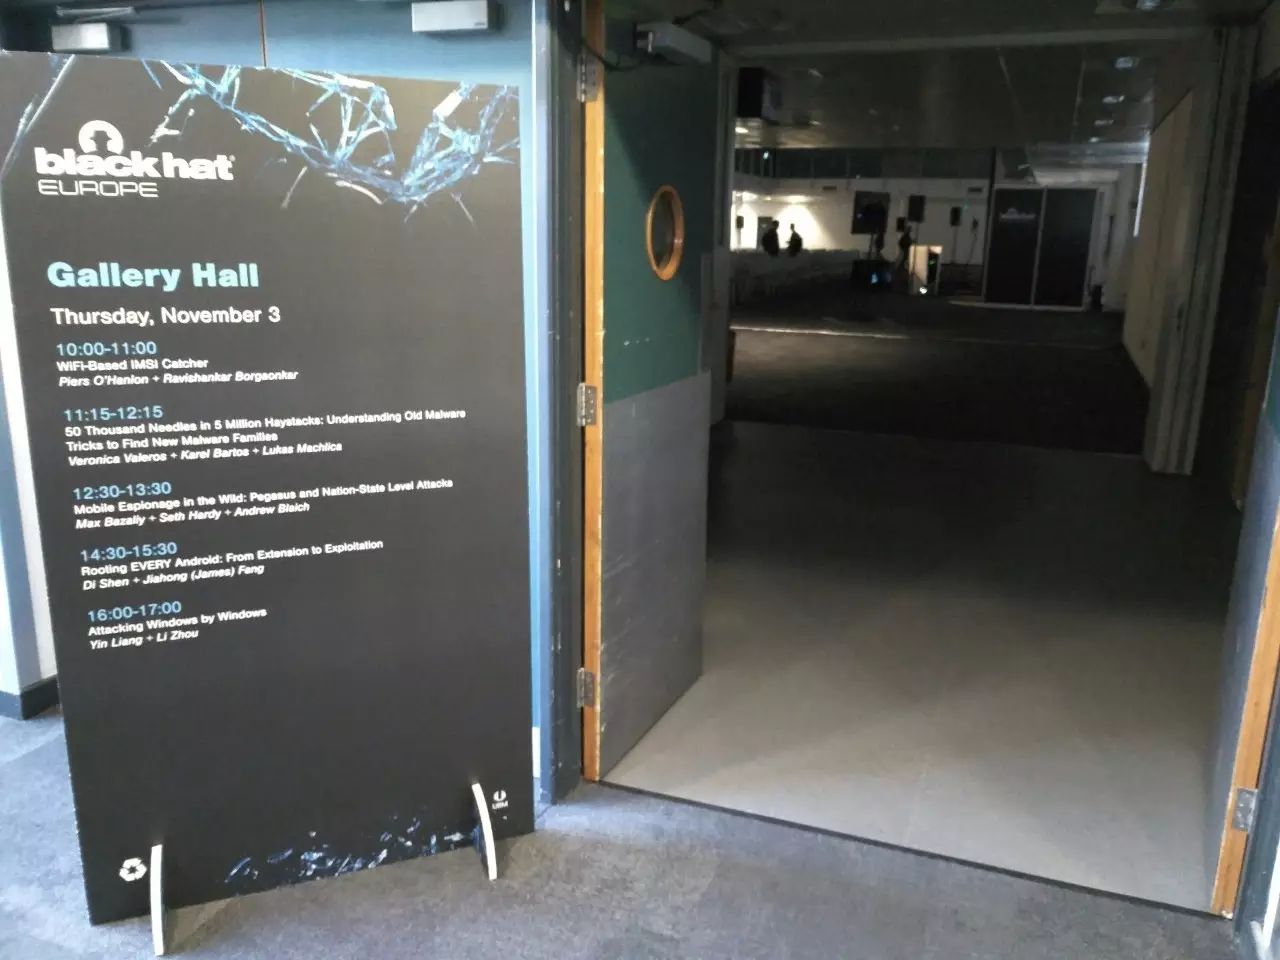 black hat
EUROPE
Gallery Hall
Thursday, November 3
10:00-11:00
WiFi-Based IMSI Catcher
Piers O'Hanlon + Ravishankar Borgaonkar
11:15-12:15
50 Thousand Needles in 5 Million Haystacks: Understanding Old Malware
Tricks to Find New Malware Families
Veronica Valeros + Karel Bartos + Lukas Machlica
12:30-13:30
Mobile Espionage in the Wild: Pegasus and Nation-State Level Attacks
Max Bazaliy + Seth Hardy + Andrew Blaich
14:30-15:30
Rooting EVERY Android: From Extension to Exploitation
Di Shen + Jiahong (James) Fang
16:00-17:00
Attacking Windows by Windows
Yin Liang + Li Zhou
UBM